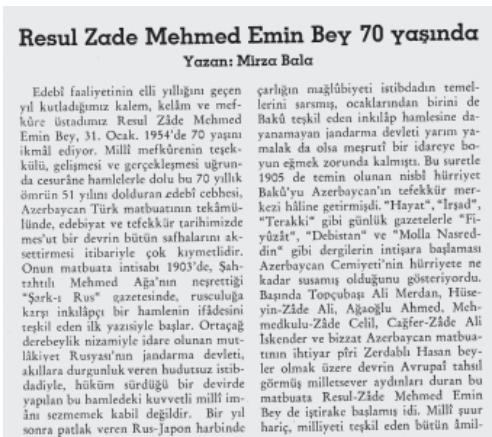 Resul Zade Mehmed Emin Bey 70 yaşında
Yazan: Mirza Bala
Edebî faaliyetinin elli yıllığını geçen
yıl kutladığımız kalem, kelâm ve mef-
kûre üstadımız Resul Zâde Mehmed
Emin Bey, 31. Ocak. 1954'de 70 yaşını
ikmâl ediyor. Millî mefkûrenin teşek-
külü, gelişmesi ve gerçekleşmesi uğrun-
da cesurâne hamlelerle dolu bu 70 yıllık
ömrün 51 yılını dolduran edebî cebhesi,
Azerbaycan Türk matbuatının tekâmü-
lünde, edebiyat ve tefekkür tarihimizde
mes'ut bir devrin bütün safhalarını ak-
settirmesi itibariyle çok kıymetlidir.
Onun matbuata intisabı 1903'de, Şah-
tahtılı Mehmed Ağa'nın neşrettiği
"Şark-ı Rus" gazetesinde, rusculuğa
karşı inkılâpçı bir hamlenin ifâdesini
teşkil eden ilk yazısiyle başlar. Ortaçağ
derebeylik nizamiyle idare olunan mut-
lâkiyet Rusyası'nın jandarma devleti,
akıllara durgunluk veren hudutsuz istib-
dadiyle, hüküm sürdüğü bir devirde
yapılan bu hamledeki kuvvetli millî im-
ânı sezmemek kabil değildir. Bir yıl
sonra patlak veren Rus-Japon harbinde
çarlığın mağlûbiyeti istibdadın temel-
lerini sarsmış, ocaklarından birini de
Bakû teşkil eden inkılâp hamlesine da-
yanamayan jandarma devleti yarım ya-
malak da olsa meşrutî bir idareye bo-
yun eğmek zorunda kalmıştı. Bu suretle
1905 de temin olunan nisbî hürriyet
Bakû'yu Azerbaycan'ın tefekkür mer-
kezi hâline getirmişdi. "Hayat", "İrşad",
"Terakki" gibi günlük gazetelerle "Fi-
yûzât", "Debistan" ve "Molla Nasred-
din" gibi dergilerin intişara başlaması
Azerbaycan Cemiyeti'nin hürriyete ne
kadar susamış olduğunu gösteriyordu.
Başında Topçubaşı Ali Merdan, Hüse-
yin-Zâde Ali, Ağaoğlu Ahmed, Meh-
medkulu-Zâde Celil, Cağfer-Zâde Ali
İskender ve bizzat Azerbaycan matbua-
tının ihtiyar pîri Zerdablı Hasan bey-
ler olmak üzere devrin Avrupaî tahsil
görmüş milletsever aydınları duran bu
matbuata Resul-Zâde Mehmed Emin
Bey de iştirake başlamış idi. Millî şuur
hariç, milliyeti teşkil eden bütün âmil-